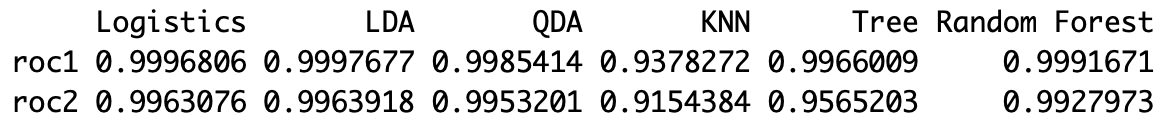 Logistics LDA QDA KNN Tree Random Forest
roc1 0.9996806 0.9997677 0.9985414 0.9378272 0.9966009 0.9991671
roc2 0.9963076 0.9963918 0.9953201 0.9154384 0.9565203 0.9927973